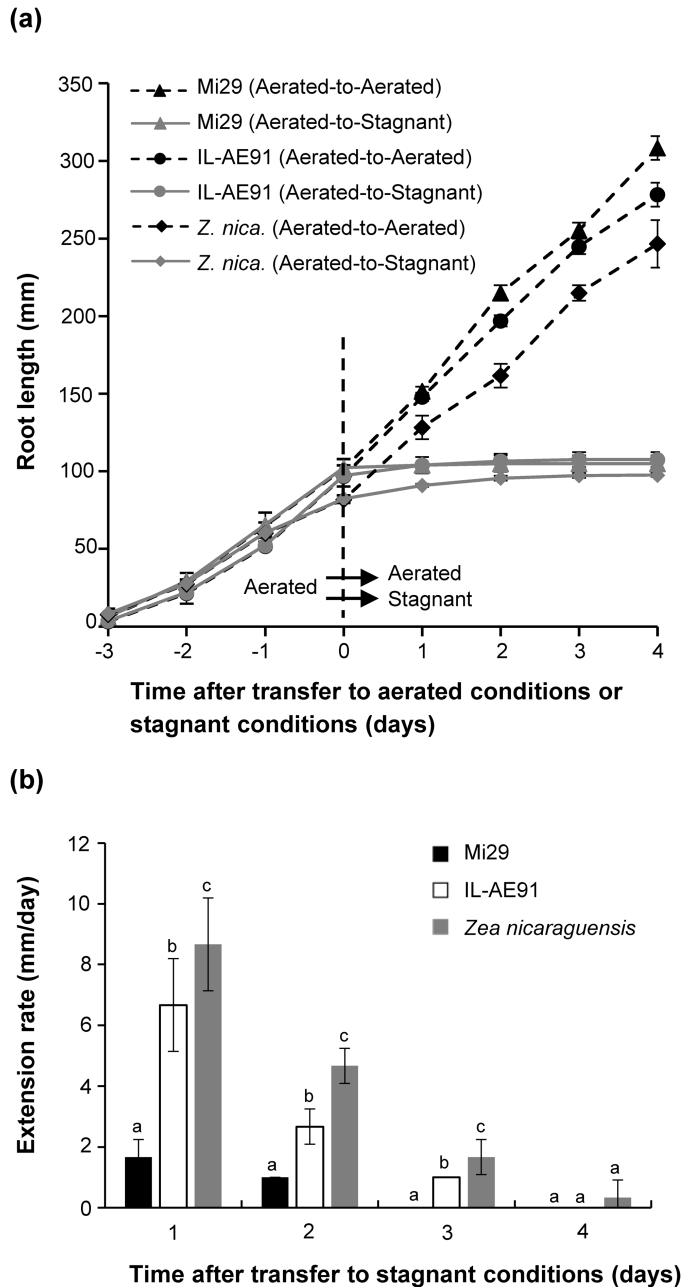 (a)
350
300
250
200
150
100
50
0
Root length (mm)
Mi29 (Aerated-to-Aerated)
Mi29 (Aerated-to-Stagnant)
IL-AE91 (Aerated-to-Aerated)
IL-AE91 (Aerated-to-Stagnant)
Z. nica. (Aerated-to-Aerated)
Z. nica. (Aerated-to-Stagnant)
Aerated
Aerated
Stagnant
-3 -2 -1 0 1 2 3 4
Time after transfer to aerated conditions or
stagnant conditions (days)
(b)
12
10
8
6
4
2
0
Extension rate (mm/day)
Mi29
IL-AE91
Zea nicaraguensis
a b c
a b c
a b c
a a a
1 2 3 4
Time after transfer to stagnant conditions (days)